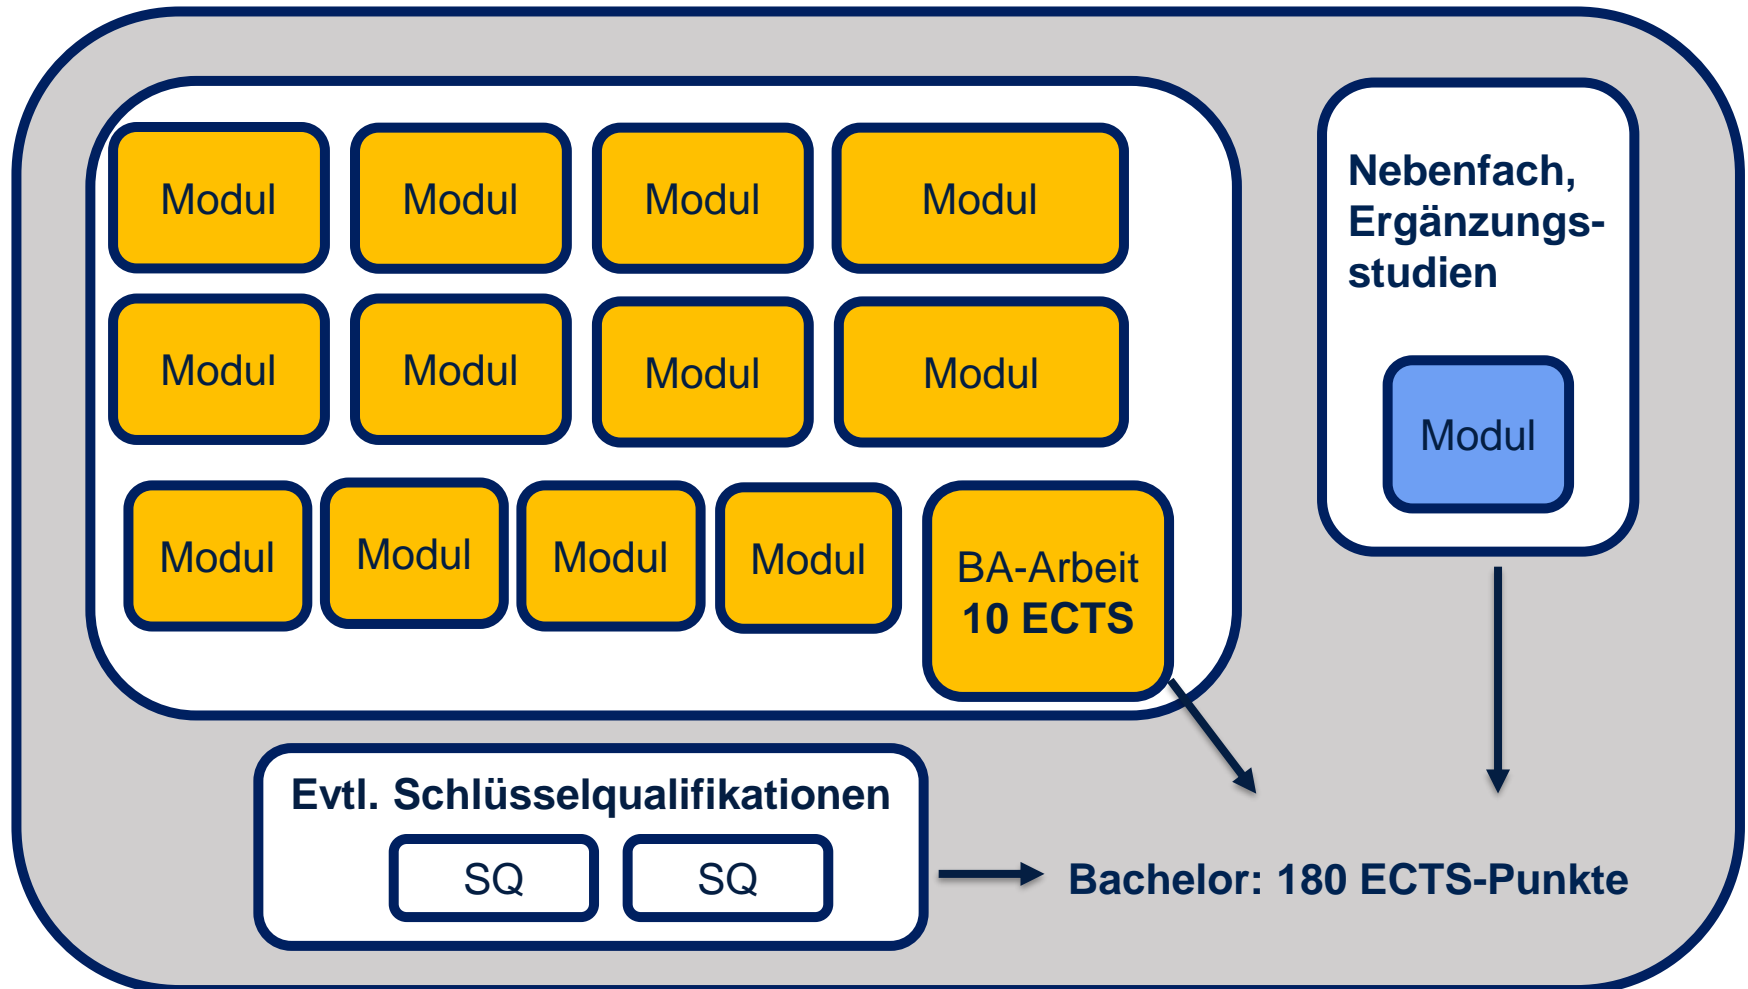 Modul
Modul
Modul
Modul
Modul
Modul
Modul
Modul
Modul
Modul
Modul
Modul
BA-Arbeit
10 ECTS
Nebenfach,
Ergänzungs-
studien
Modul
Evtl. Schlüsselqualifikationen
SQ
SQ
Bachelor: 180 ECTS-Punkte